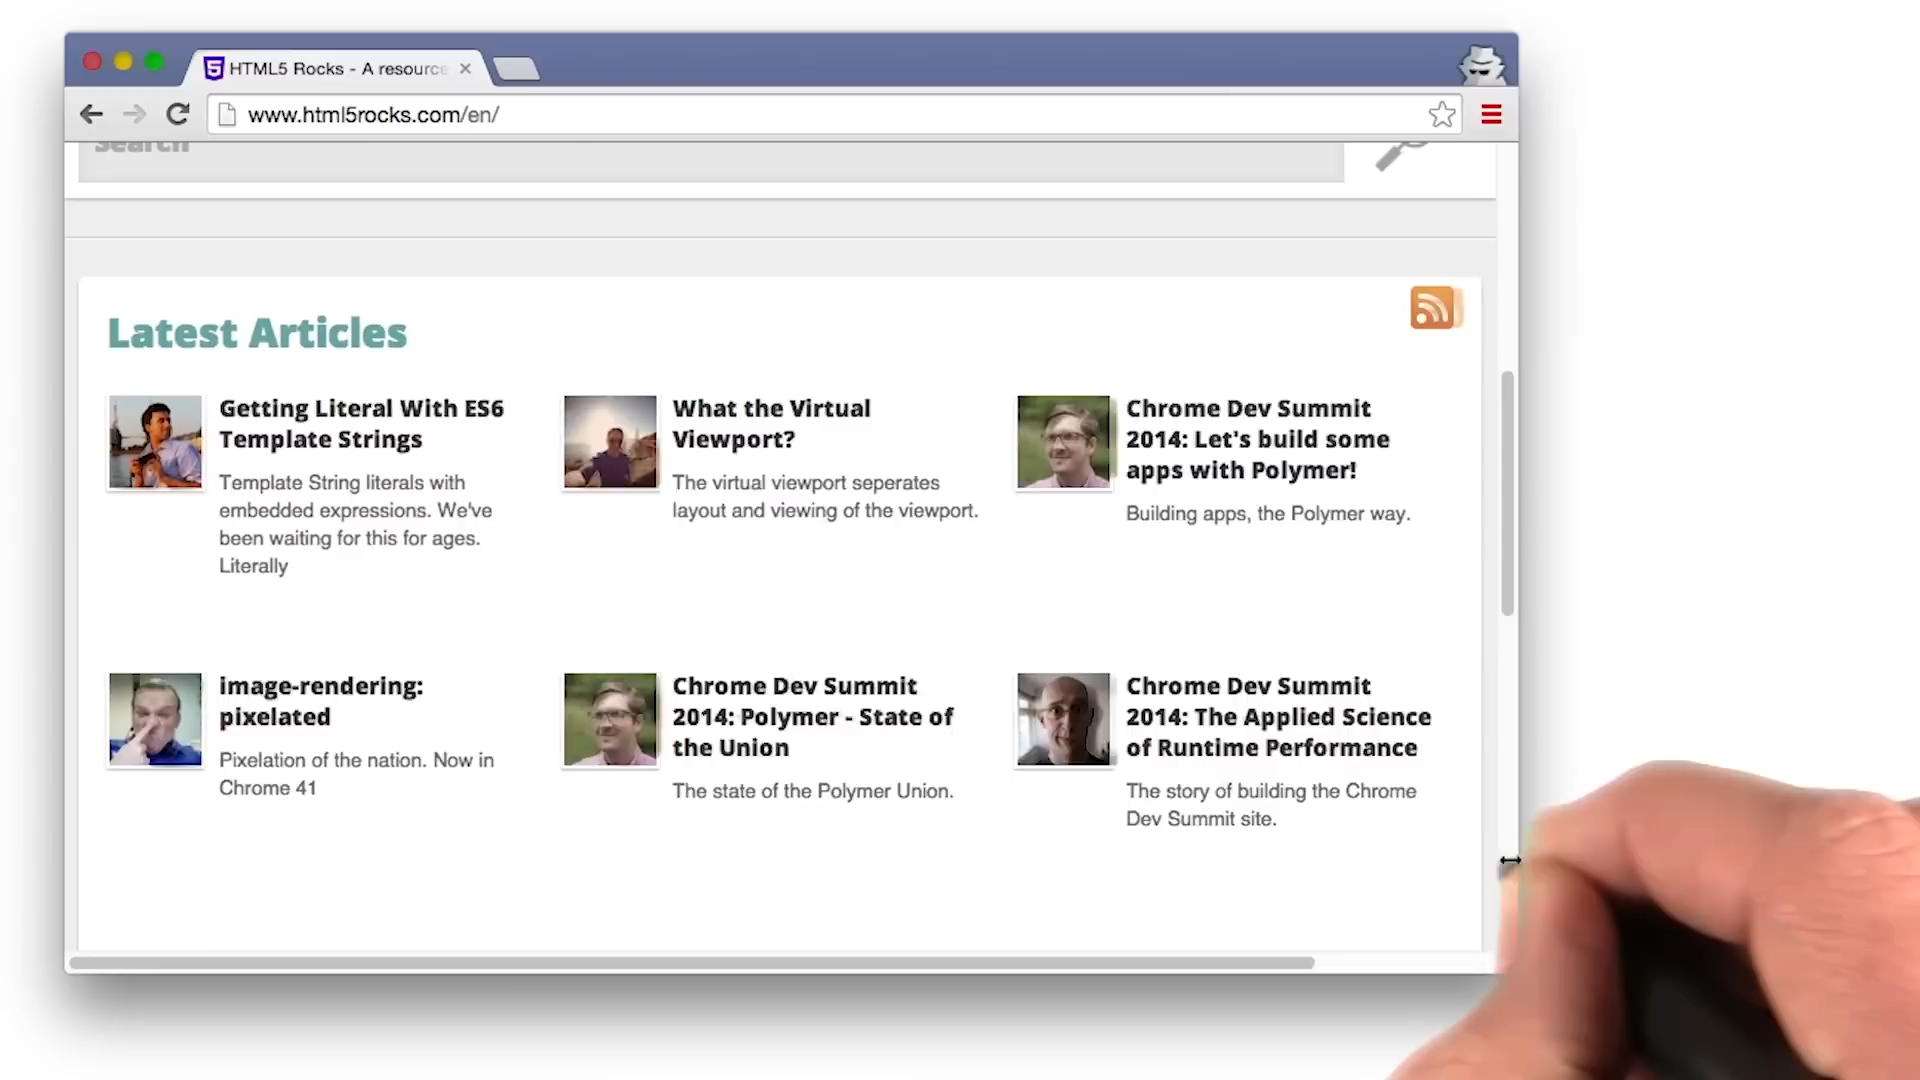 HTML5 Rocks - A resource
www.html5rocks.com/en/
Search
Latest Articles
Getting Literal With ES6
Template Strings
Template String literals with
embedded expressions. We've
been waiting for this for ages.
Literally
What the Virtual
Viewport?
The virtual viewport seperates
layout and viewing of the viewport.
Chrome Dev Summit
2014: Let's build some
apps with Polymer!
Building apps, the Polymer way.
image-rendering:
pixelated
Pixelation of the nation. Now in
Chrome 41
Chrome Dev Summit
2014: Polymer - State of
the Union
The state of the Polymer Union.
Chrome Dev Summit
2014: The Applied Science
of Runtime Performance
The story of building the Chrome
Dev Summit site.